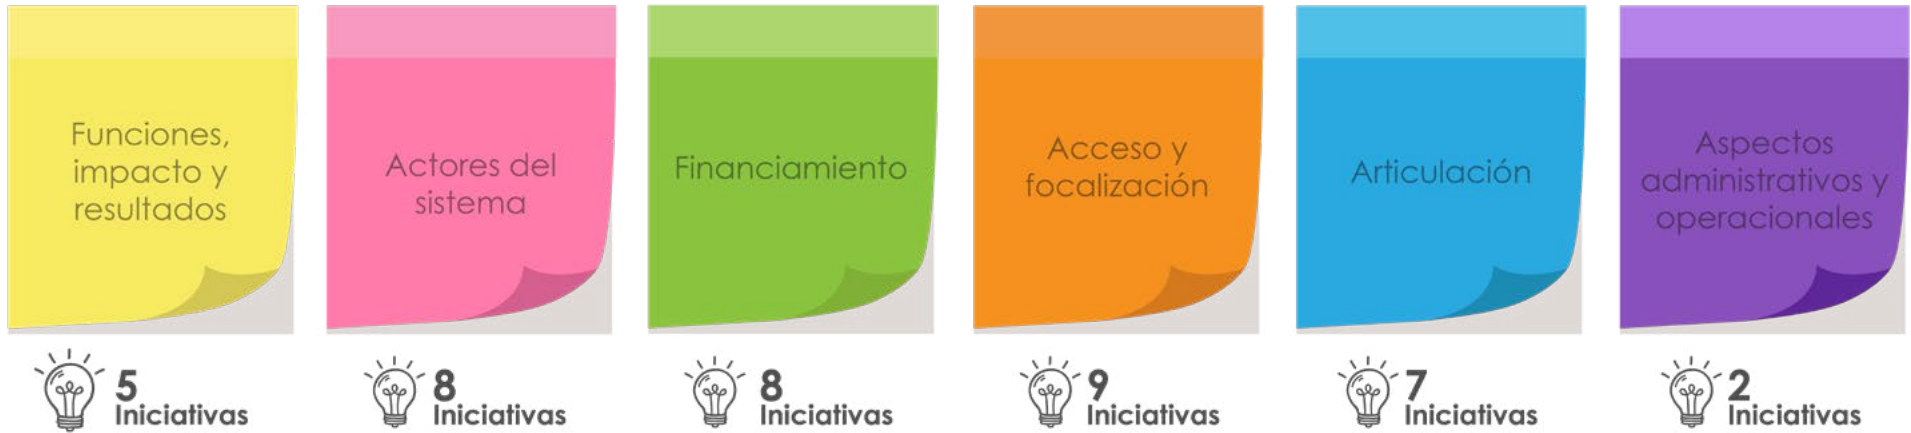 Funciones,
impacto y
resultados
Actores del
sistema
Financiamiento
Acceso y
focalización
Articulación
Aspectos
administrativos y
operacionales
5
Iniciativas
8
Iniciativas
8
Iniciativas
9
Iniciativas
7
Iniciativas
2
Iniciativas